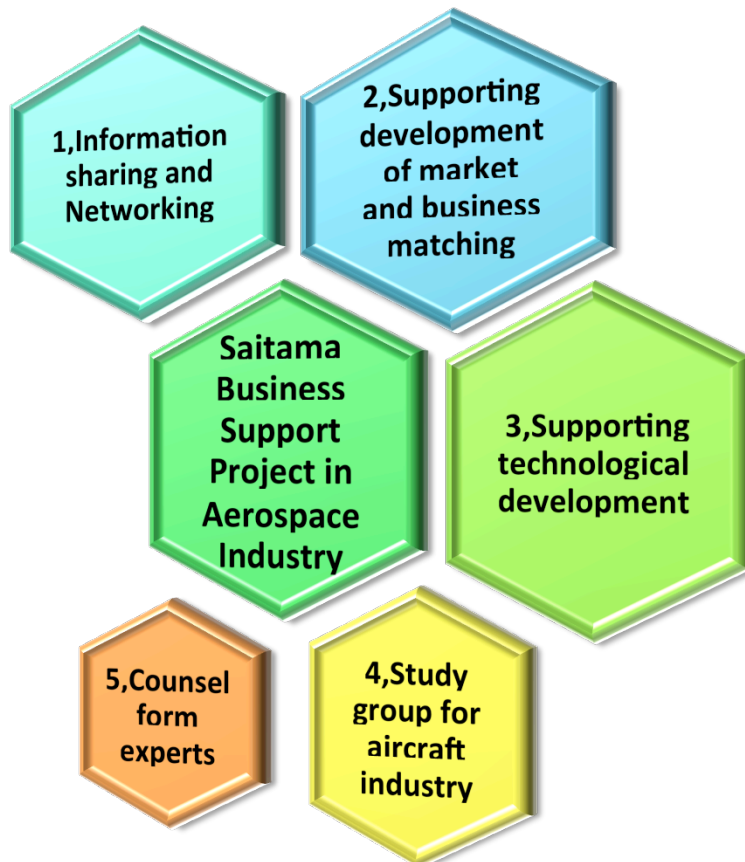 1,Information
sharing and
Networking
2,Supporting
development
of market
and business
matching
Saitama
Business
Support
Project in
Aerospace
Industry
3,Supporting
technological
development
5,Counsel
form
experts
4,Study
group for
aircraft
industry